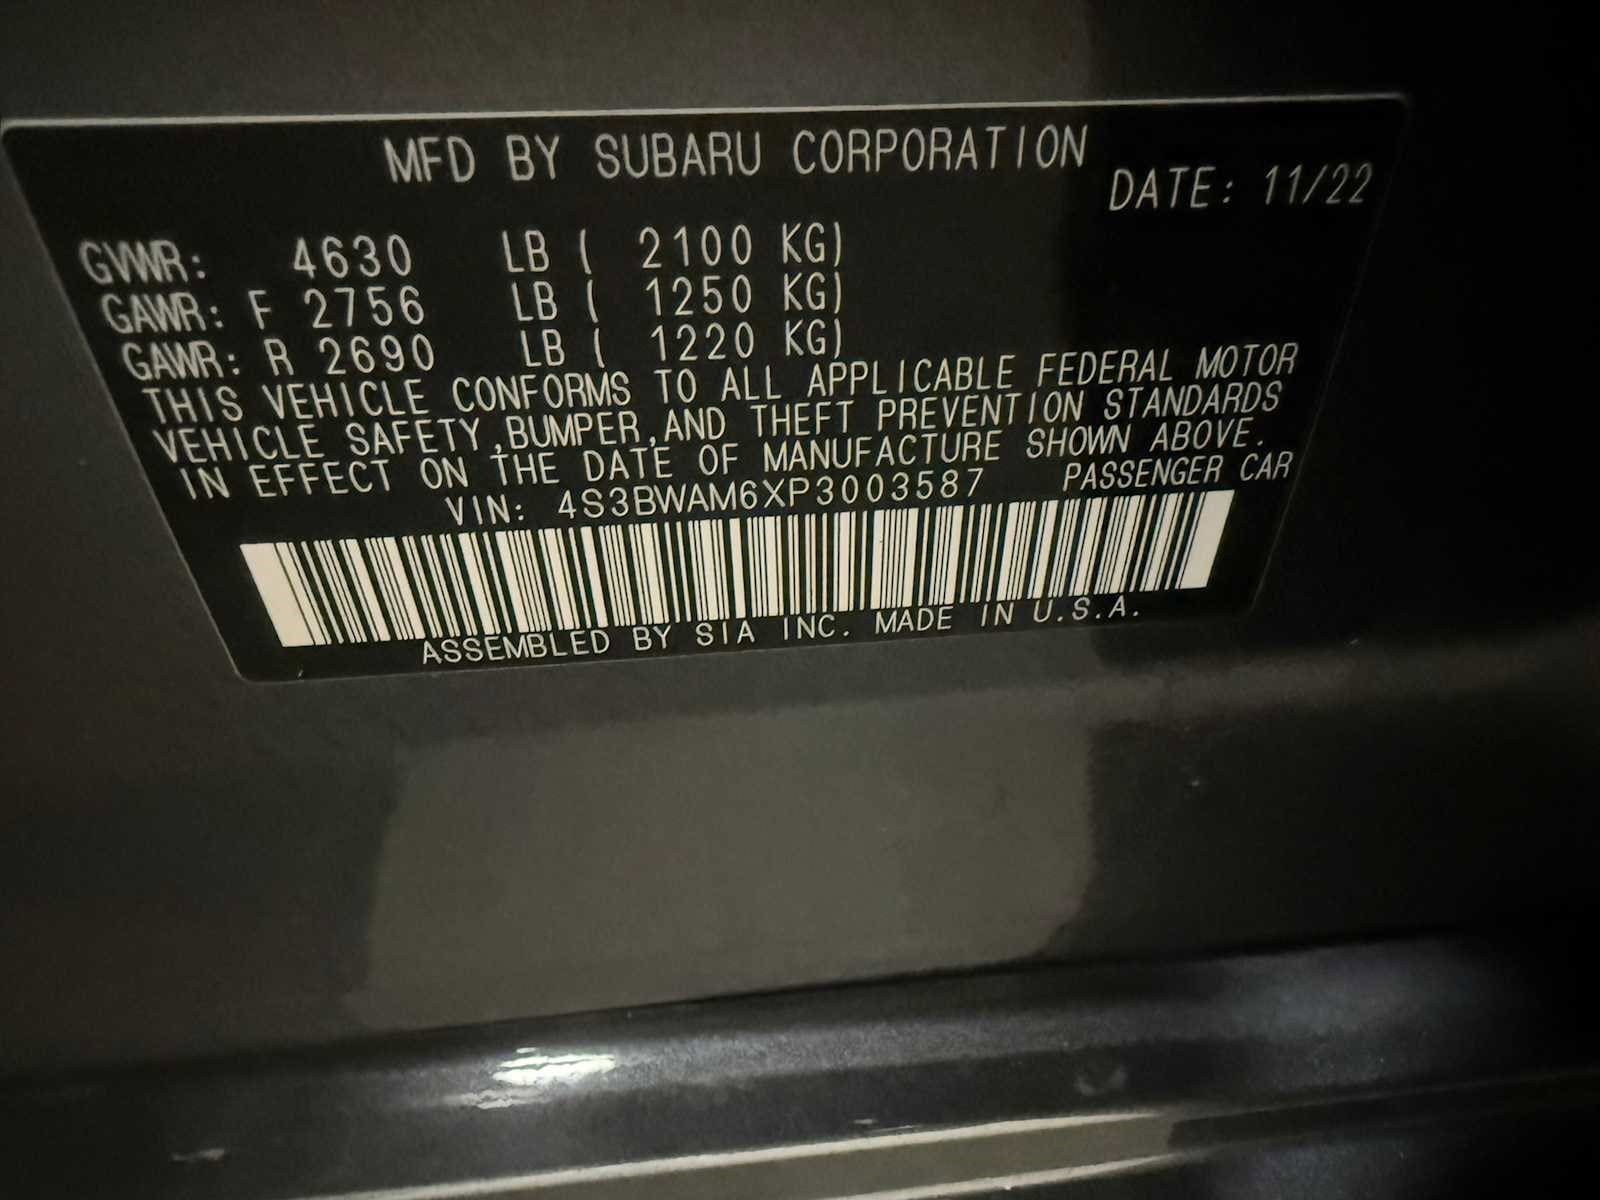 MFD BY SUBARU CORPORATION
DATE: 11/22
GVWR: 4630 LB ( 2100 KG)
GAWR: F 2756 LB ( 1250 KG)
GAWR: R 2690 LB ( 1220 KG)
THIS VEHICLE CONFORMS TO ALL APPLICABLE FEDERAL MOTOR
VEHICLE SAFETY,BUMPER,AND THEFT PREVENTION STANDARDS
IN EFFECT ON THE DATE OF MANUFACTURE SHOWN ABOVE.
VIN: 4S3BWAM6XP3003587 PASSENGER CAR
ASSEMBLED BY SIA INC. MADE IN U.S.A.